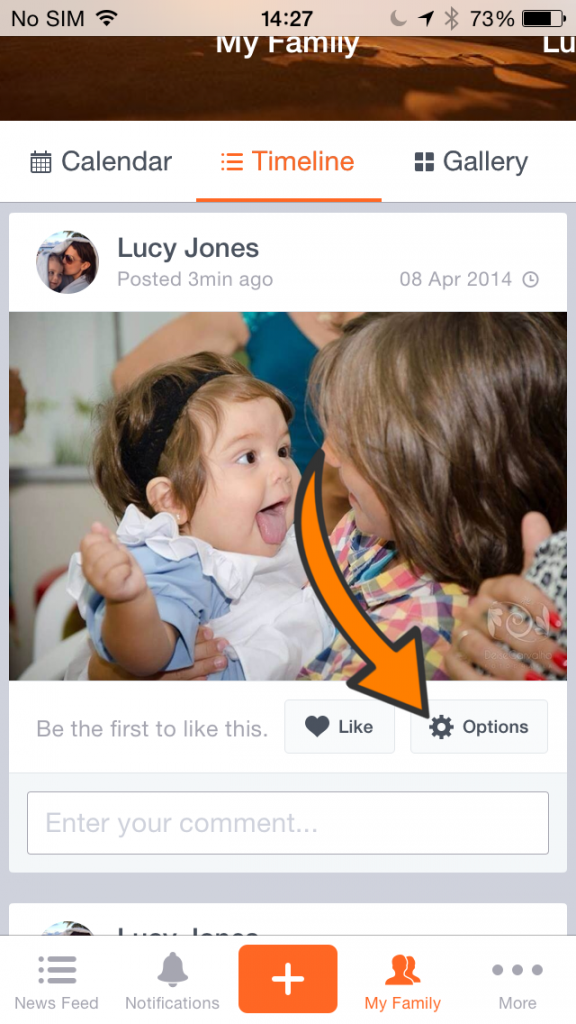 No SIM 14:27 73%
My Family Lu
Calendar Timeline Gallery
Lucy Jones
Posted 3min ago 08 Apr 2014
Be the first to like this. Like Options
Enter your comment...
Lucy Jones
News Feed Notifications My Family More